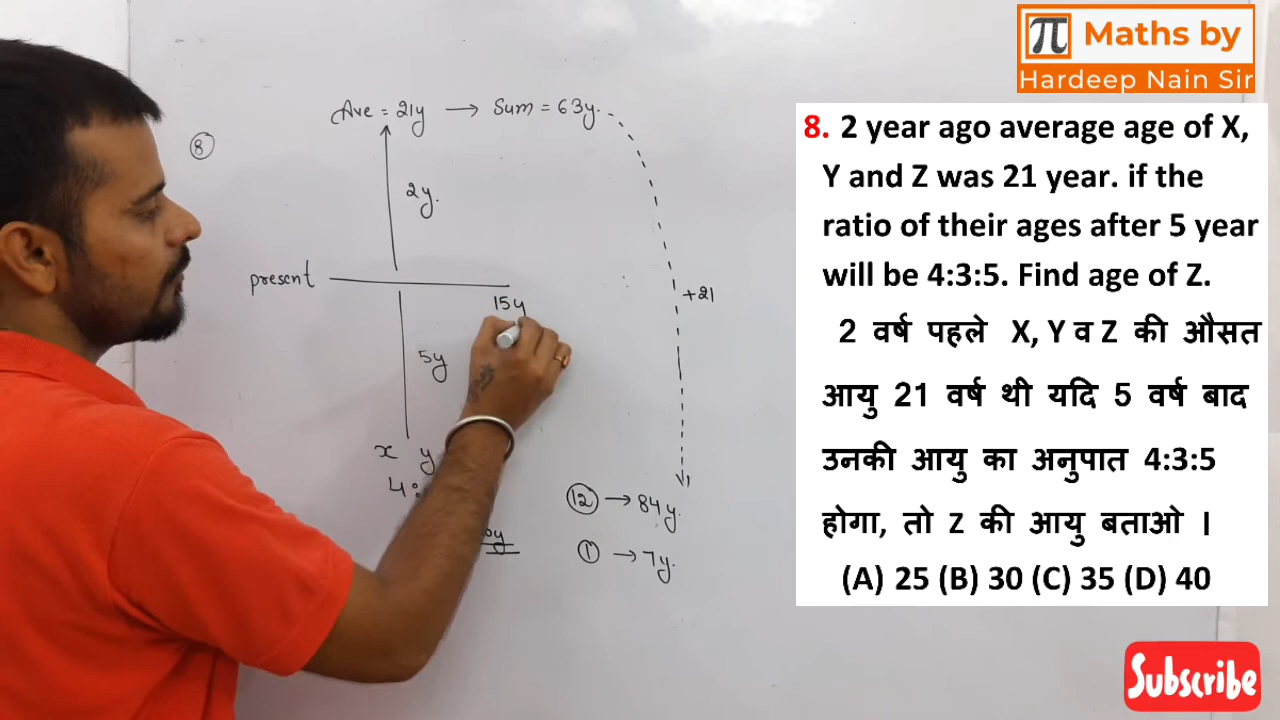 π Maths by
Hardeep Nain Sir
8
Ave = 21y → Sum = 63y.
2y.
present
+21
15y
5y
x y
4:
12 → 84y.
1 → 7y.
8. 2 year ago average age of X,
Y and Z was 21 year. if the
ratio of their ages after 5 year
will be 4:3:5. Find age of Z.
2 वर्ष पहले X, Y व Z की औसत
आयु 21 वर्ष थी यदि 5 वर्ष बाद
उनकी आयु का अनुपात 4:3:5
होगा, तो Z की आयु बताओ ।
(A) 25 (B) 30 (C) 35 (D) 40
Subscribe